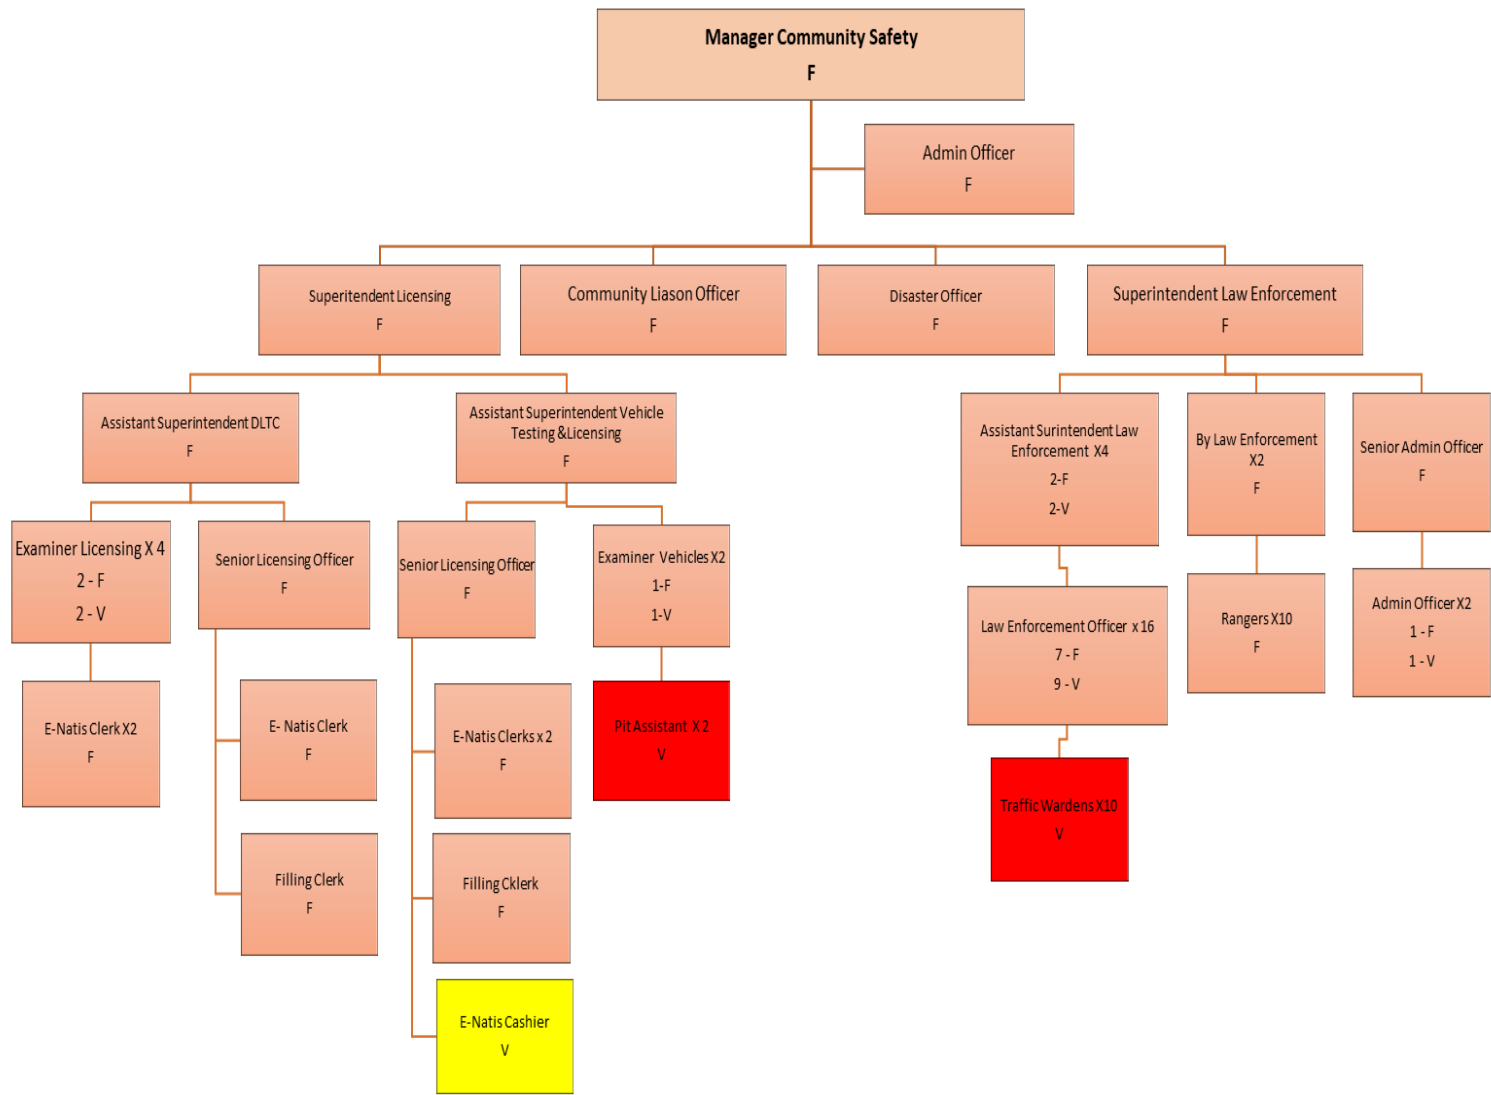 Manager Community Safety
F
Admin Officer
F
Superitendent Licensing
F
Community Liason Officer
F
Disaster Officer
F
Superintendent Law Enforcement
F
Assistant Superintendent DLTC
F
Assistant Superintendent Vehicle
Testing &Licensing
F
Assistant Surintendent Law
Enforcement X4
2-F
2-V
By Law Enforcement
X2
F
Senior Admin Officer
F
Examiner Licensing X 4
2 - F
2 - V
Senior Licensing Officer
F
Senior Licensing Officer
F
Examiner Vehicles X2
1-F
1-V
Law Enforcement Officer x 16
7 - F
9 - V
Rangers X10
F
Admin Officer X2
1 - F
1 - V
E-Natis Clerk X2
F
E- Natis Clerk
F
E-Natis Clerks x 2
F
Pit Assistant X 2
V
Traffic Wardens X10
V
Filling Clerk
F
Filling Cklerk
F
E-Natis Cashier
V